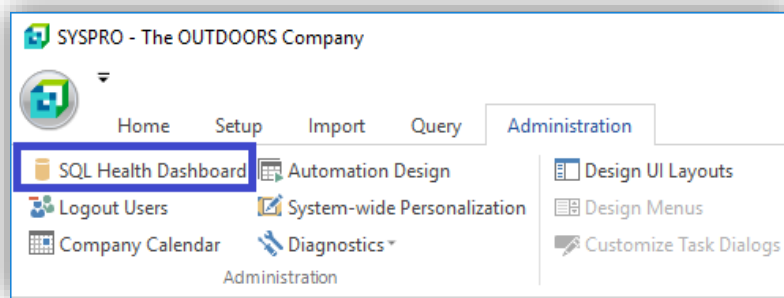 SYSPRO - The OUTDOORS Company
Home Setup Import Query Administration
SQL Health Dashboard Automation Design Design UI Layouts
Logout Users System-wide Personalization Design Menus
Company Calendar Diagnostics Customize Task Dialogs
Administration